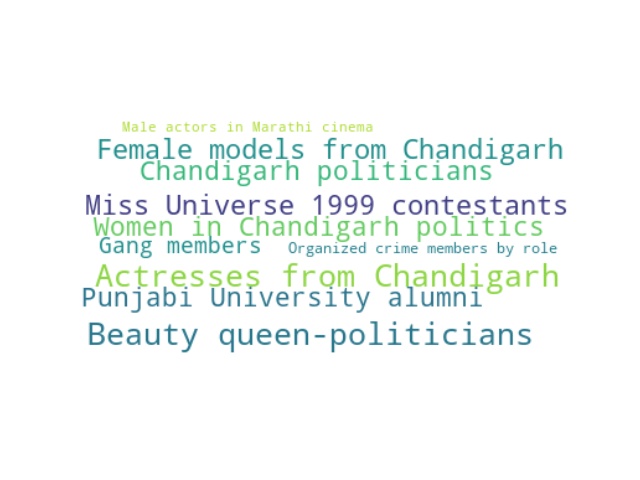 Male actors in Marathi cinema
Female models from Chandigarh
Chandigarh politicians
Miss Universe 1999 contestants
Women in Chandigarh politics
Gang members Organized crime members by role
Actresses from Chandigarh
Punjabi University alumni
Beauty queen-politicians